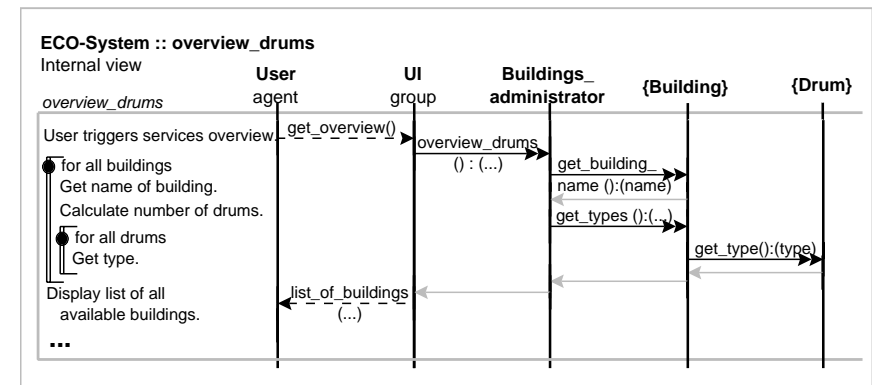 ECO-System :: overview_drums
Internal view
overview_drums
User
agent
UI
group
Buildings_
administrator
{Building}
{Drum}
User triggers services overview.
get_overview()
overview_drums
() : (...)
for all buildings
Get name of building.
Calculate number of drums.
get_building_
name ():(name)
get_types ():(...)
for all drums
Get type.
get_type():(type)
Display list of all
available buildings.
list_of_buildings
(...)
...